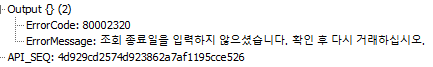 Output {} (2)
ErrorCode: 80002320
ErrorMessage: 조회 종료일을 입력하지 않으셨습니다. 확인 후 다시 거래하십시오.
API_SEQ: 4d929cd2574d923862a7af1195cce526